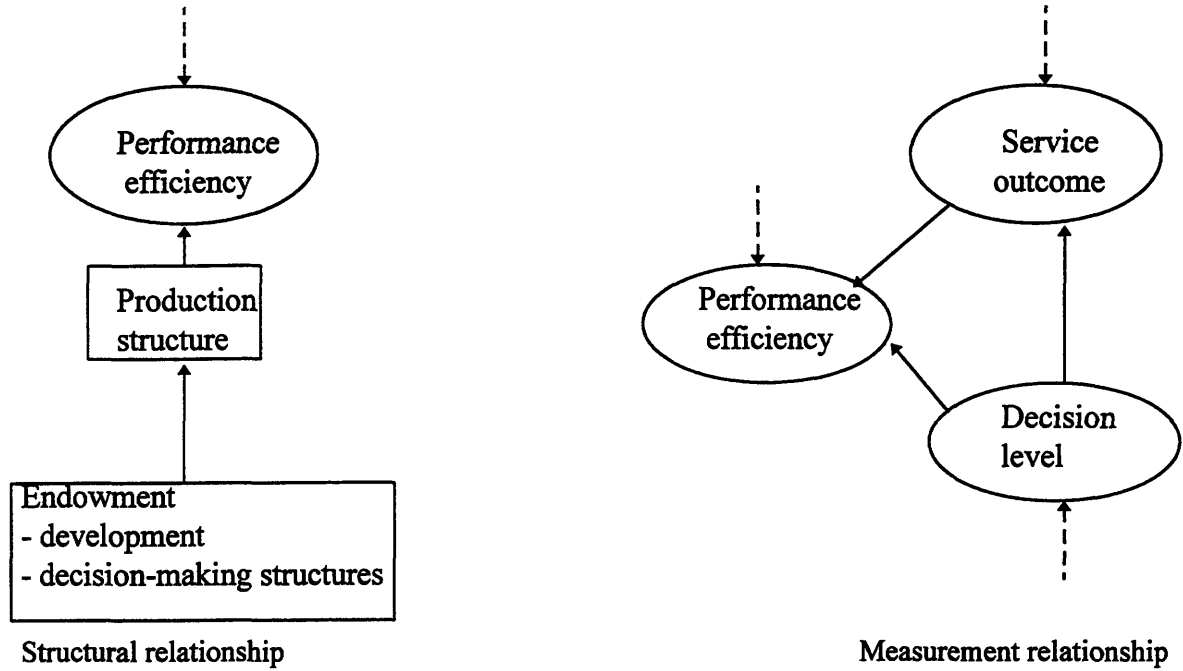 Performance
efficiency
Production
structure
Endowment
- development
- decision-making structures
Structural relationship
Service
outcome
Performance
efficiency
Decision
level
Measurement relationship